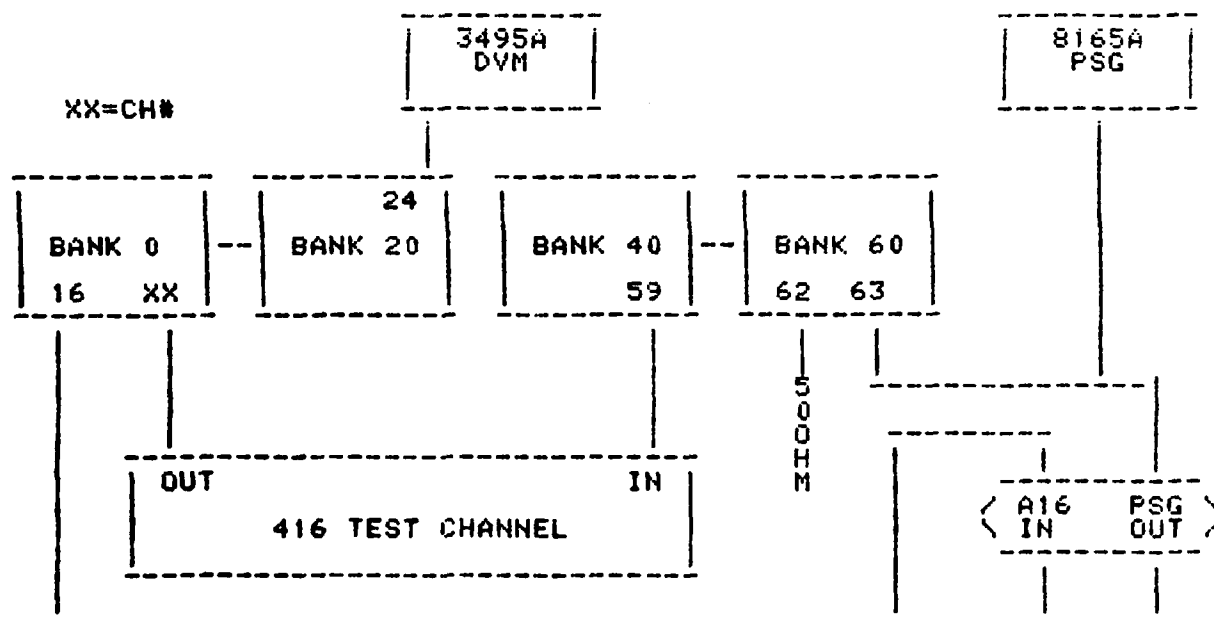 3495A
DVM
8165A
PSG
XX=CH#
24
BANK 0 -- BANK 20
BANK 40 -- BANK 60
16 XX
59
62 63
50OHM
OUT IN
416 TEST CHANNEL
A16 PSG
IN OUT